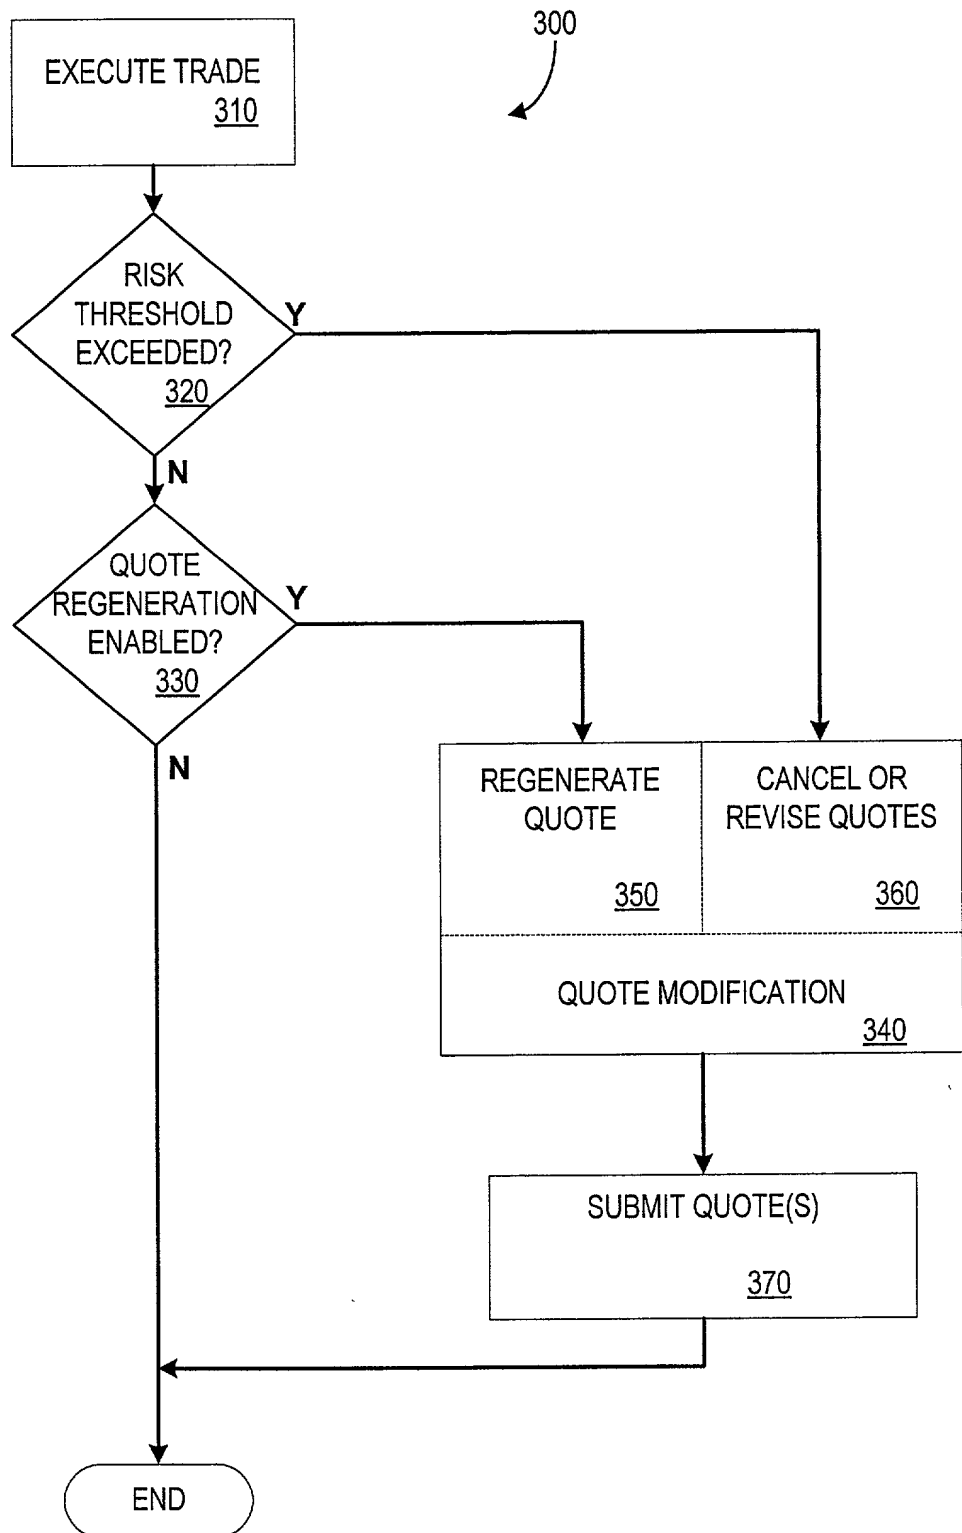 300
EXECUTE TRADE
310
RISK
THRESHOLD
EXCEEDED?
320
Y
N
QUOTE
REGENERATION
ENABLED?
330
Y
N
REGENERATE
QUOTE
350
CANCEL OR
REVISE QUOTES
360
QUOTE MODIFICATION
340
SUBMIT QUOTE(S)
370
END